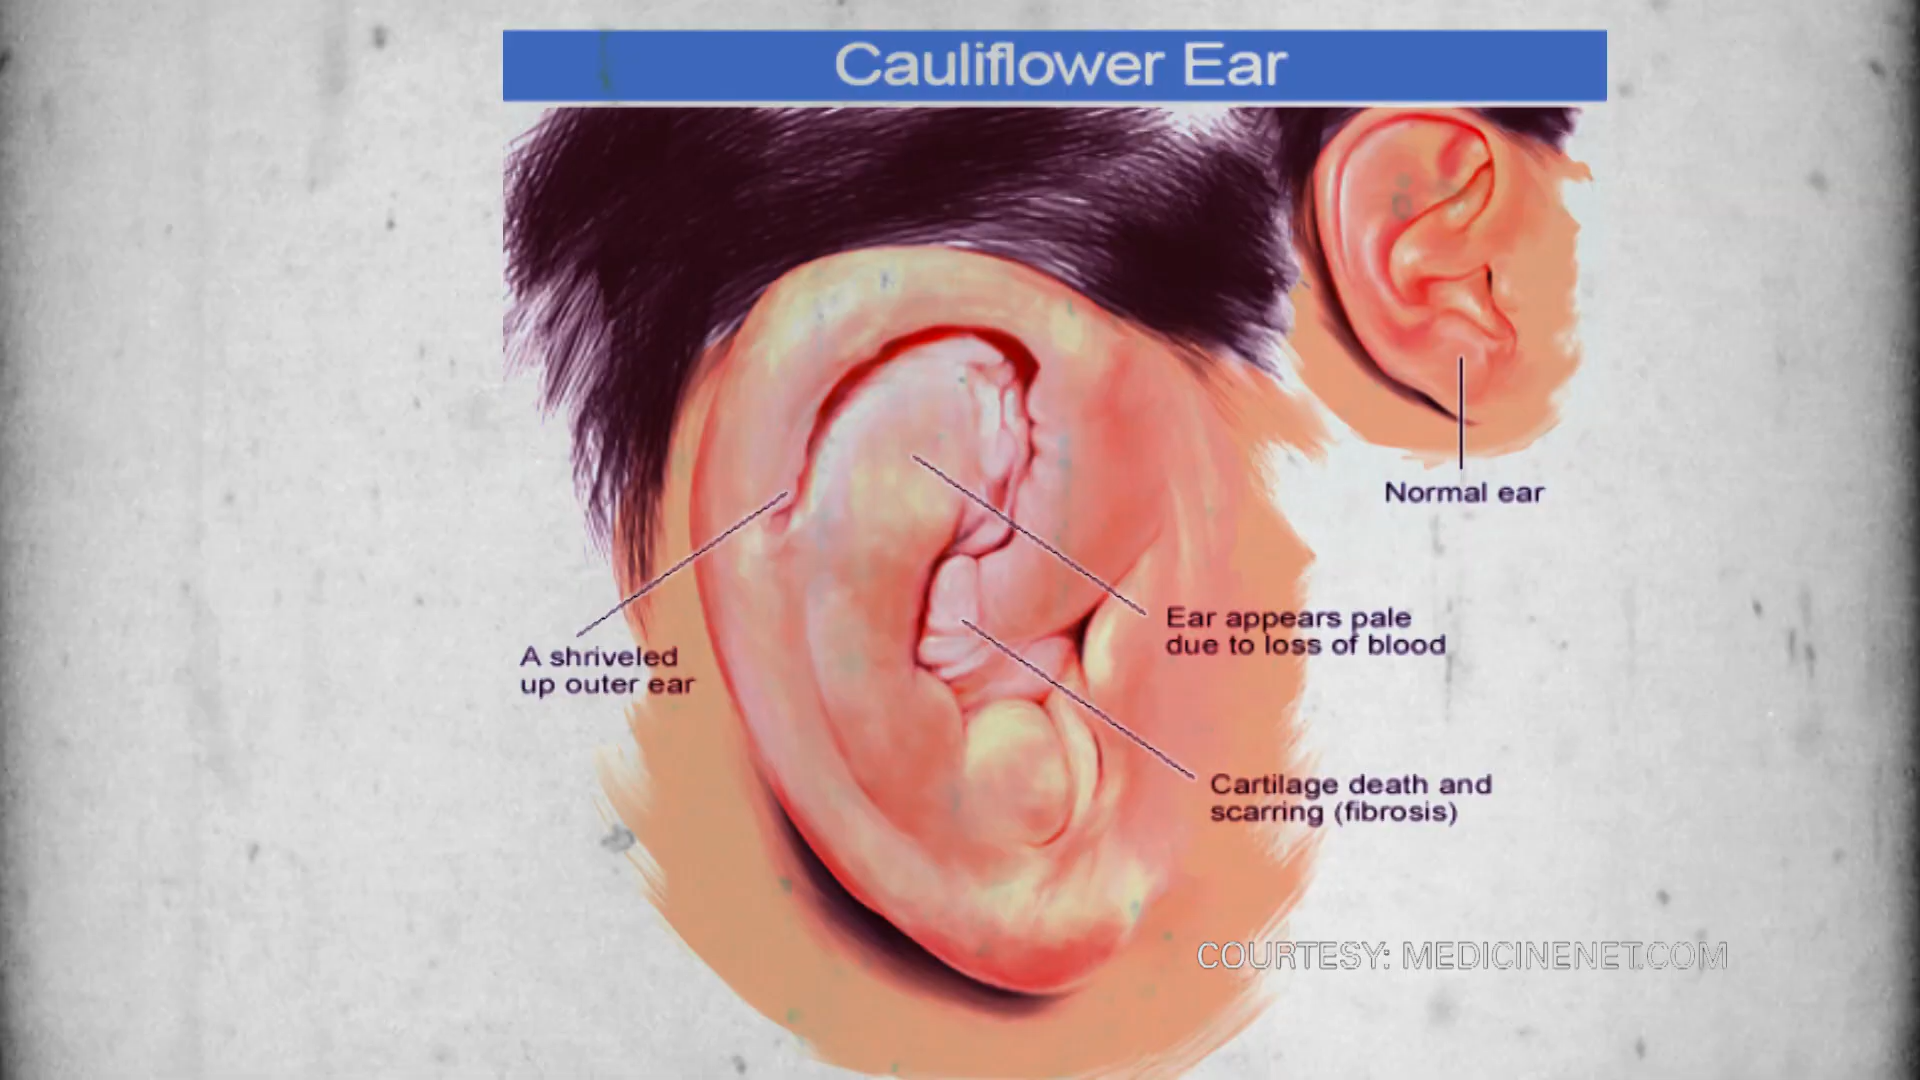 Cauliflower Ear
Normal ear
Ear appears pale
due to loss of blood
A shriveled
up outer ear
Cartilage death and
scarring (fibrosis)
COURTESY: MEDICINENET.COM